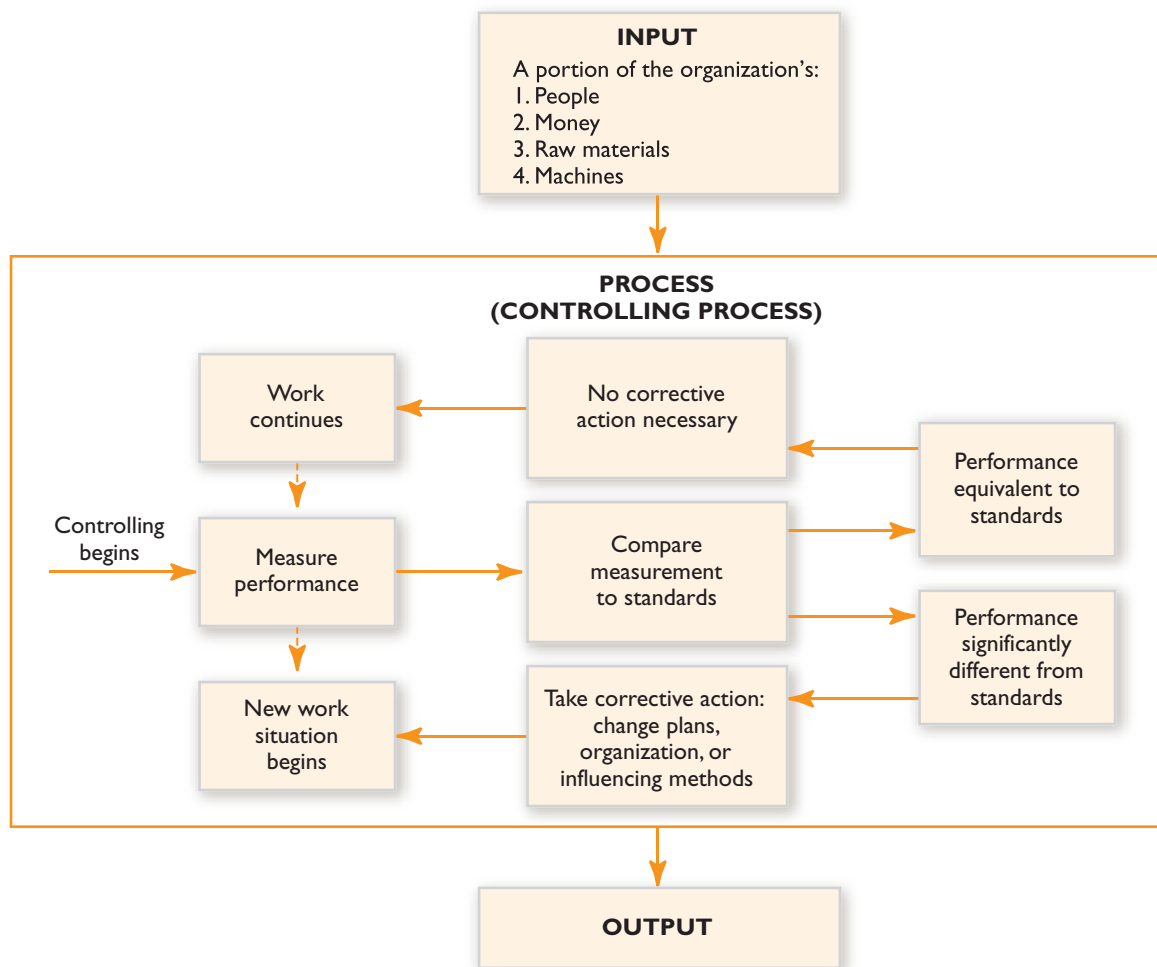 INPUT
A portion of the organization's:
1. People
2. Money
3. Raw materials
4. Machines
PROCESS
(CONTROLLING PROCESS)
Work
continues
No corrective
action necessary
Performance
equivalent to
standards
Controlling
begins
Measure
performance
Compare
measurement
to standards
Performance
significantly
different from
standards
New work
situation
begins
Take corrective action:
change plans,
organization, or
influencing methods
OUTPUT